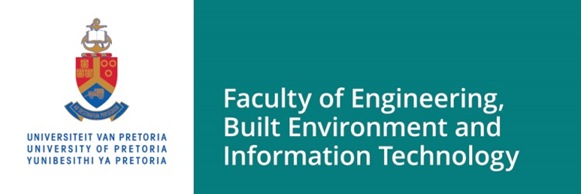 UNIVERSITEIT VAN PRETORIA
UNIVERSITY OF PRETORIA
YUNIBESITHI YA PRETORIA
Faculty of Engineering,
Built Environment and
Information Technology